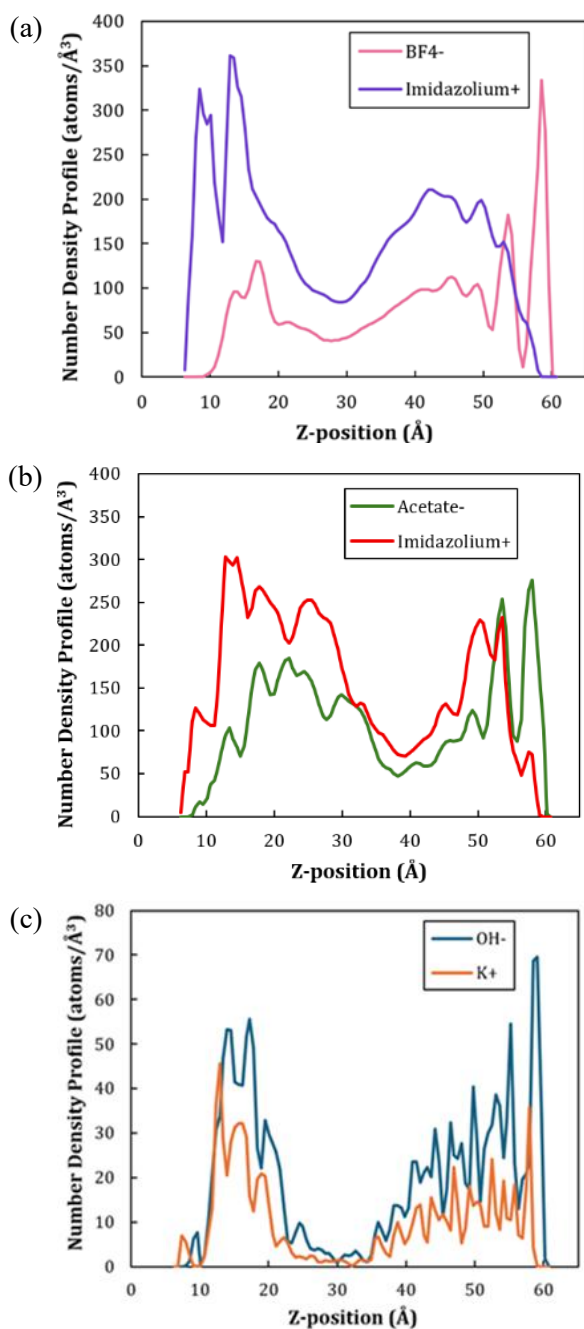 (a)
Number Density Profile (atoms/Å³)
400
350
300
250
200
150
100
50
0
BF4-
Imidazolium+
0 10 20 30 40 50 60
Z-position (Å)
(b)
Number Density Profile (atoms/Å³)
400
350
300
250
200
150
100
50
0
Acetate-
Imidazolium+
0 10 20 30 40 50 60
Z-position (Å)
(c)
Number Density Profile (atoms/Å³)
80
70
60
50
40
30
20
10
0
OH-
K+
0 10 20 30 40 50 60
Z-position (Å)